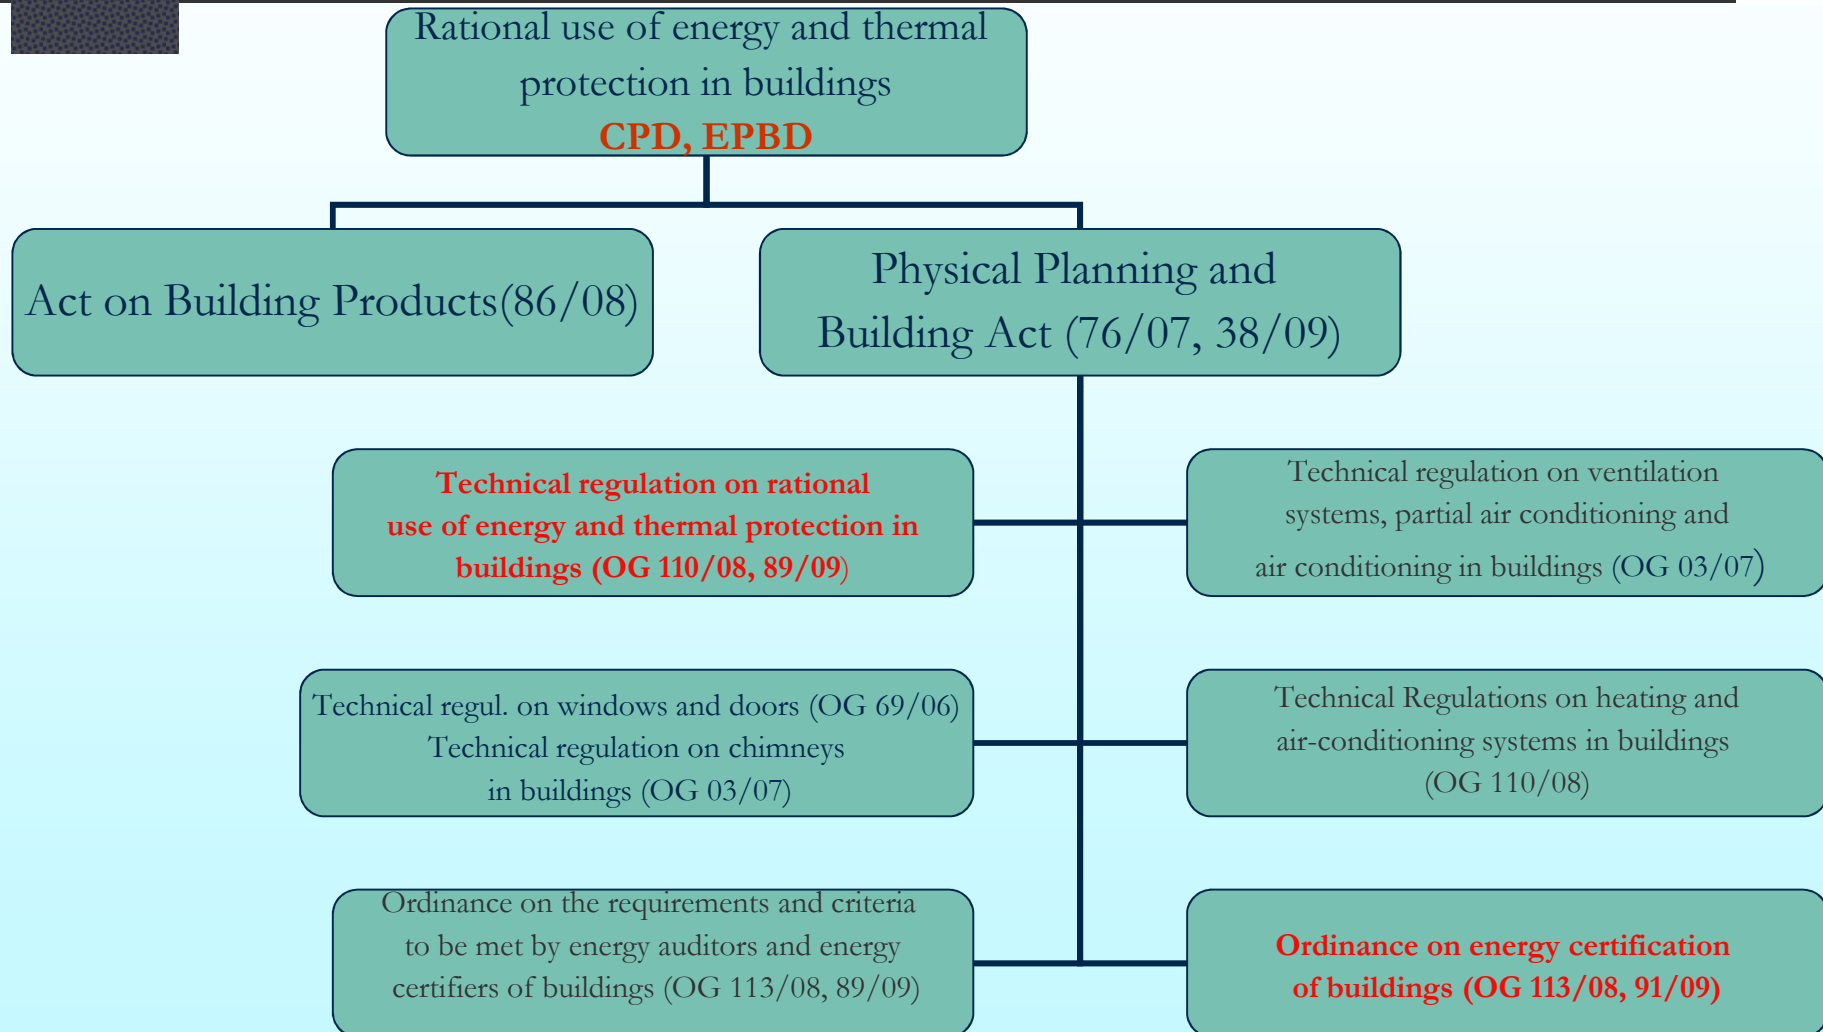 Rational use of energy and thermal
protection in buildings
CPD, EPBD
Act on Building Products(86/08)
Physical Planning and
Building Act (76/07, 38/09)
Technical regulation on rational
use of energy and thermal protection in
buildings (OG 110/08, 89/09)
Technical regulation on ventilation
systems, partial air conditioning and
air conditioning in buildings (OG 03/07)
Technical regul. on windows and doors (OG 69/06)
Technical regulation on chimneys
in buildings (OG 03/07)
Technical Regulations on heating and
air-conditioning systems in buildings
(OG 110/08)
Ordinance on the requirements and criteria
to be met by energy auditors and energy
certifiers of buildings (OG 113/08, 89/09)
Ordinance on energy certification
of buildings (OG 113/08, 91/09)